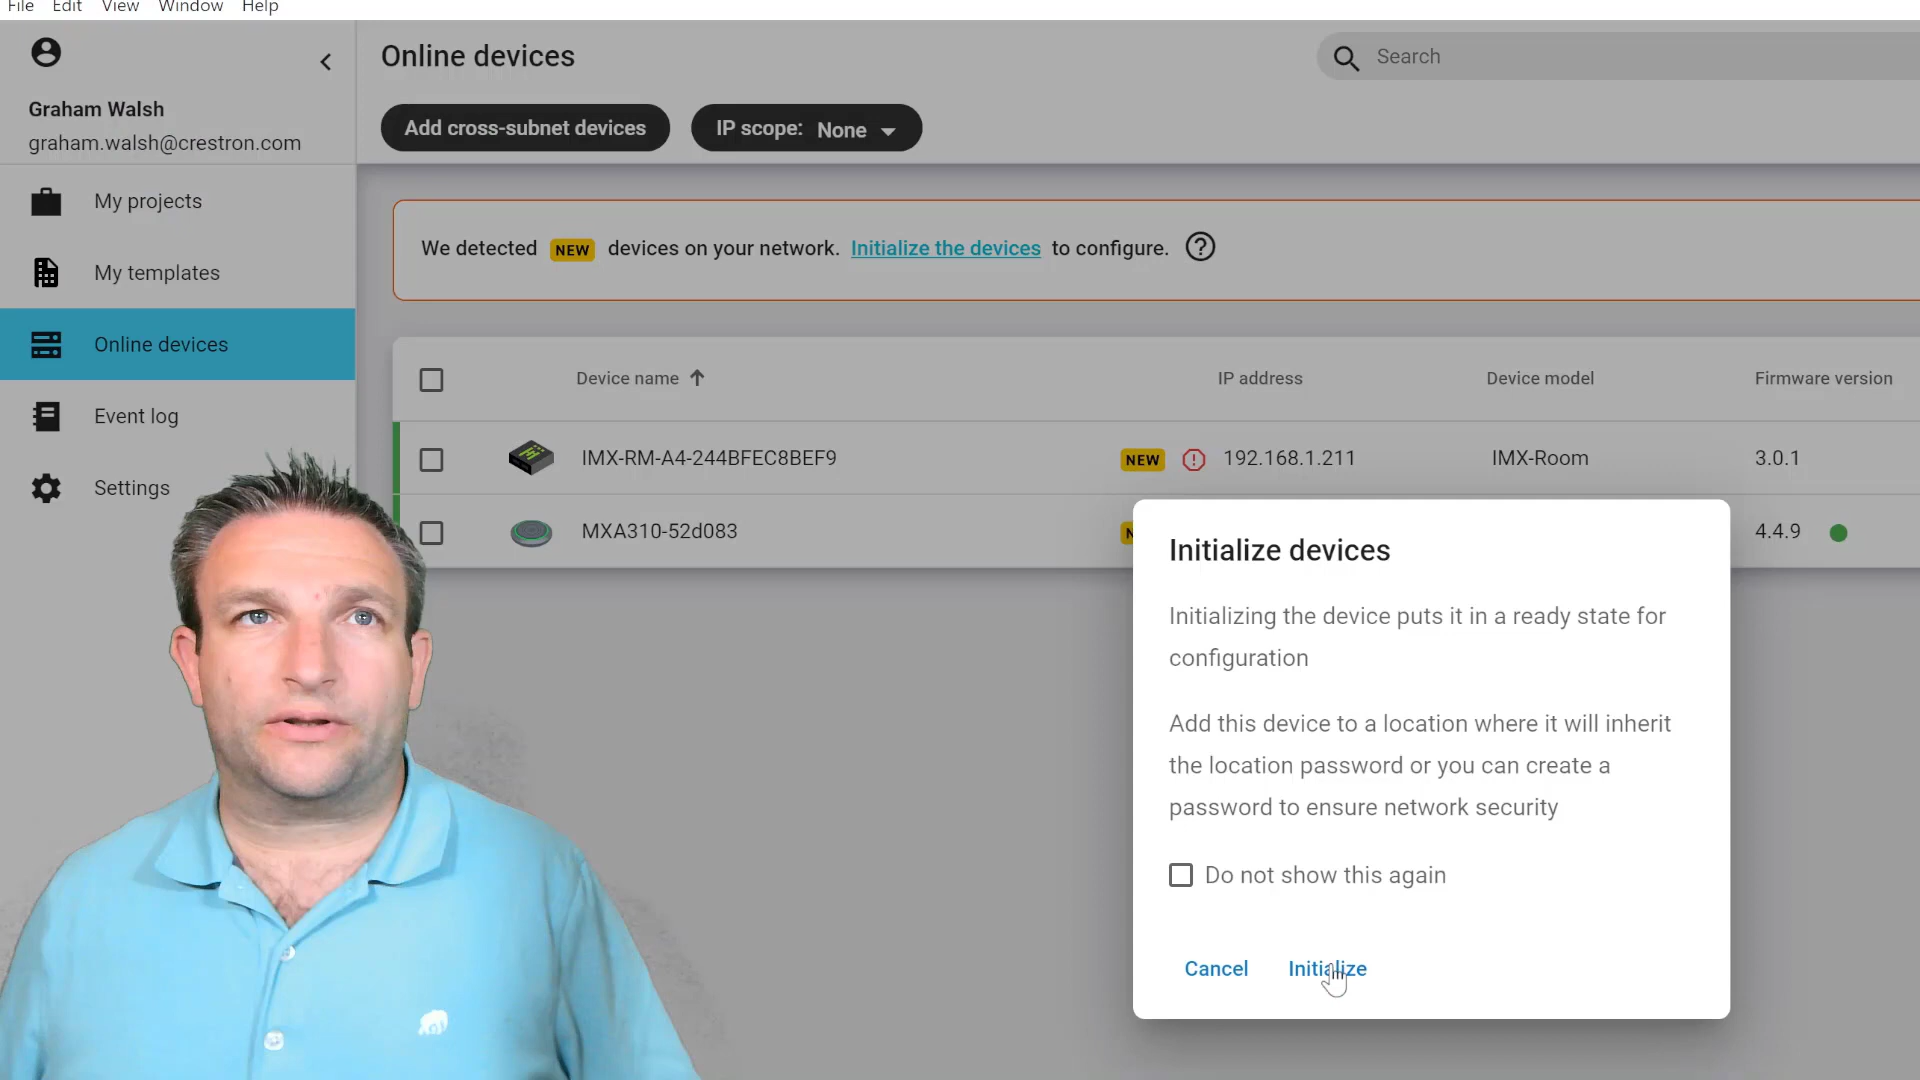 File Edit View Window Help
Graham Walsh
graham.walsh@crestron.com
My projects
My templates
Online devices
Event log
Settings
Online devices
Search
Add cross-subnet devices
IP scope: None
We detected NEW devices on your network. Initialize the devices to configure.
Device name IP address Device model Firmware version
IMX-RM-A4-244BFEC8BEF9 NEW 192.168.1.211 IMX-Room 3.0.1
MXA310-52d083 4.4.9
Initialize devices
Initializing the device puts it in a ready state for
configuration
Add this device to a location where it will inherit
the location password or you can create a
password to ensure network security
Do not show this again
Cancel Initialize